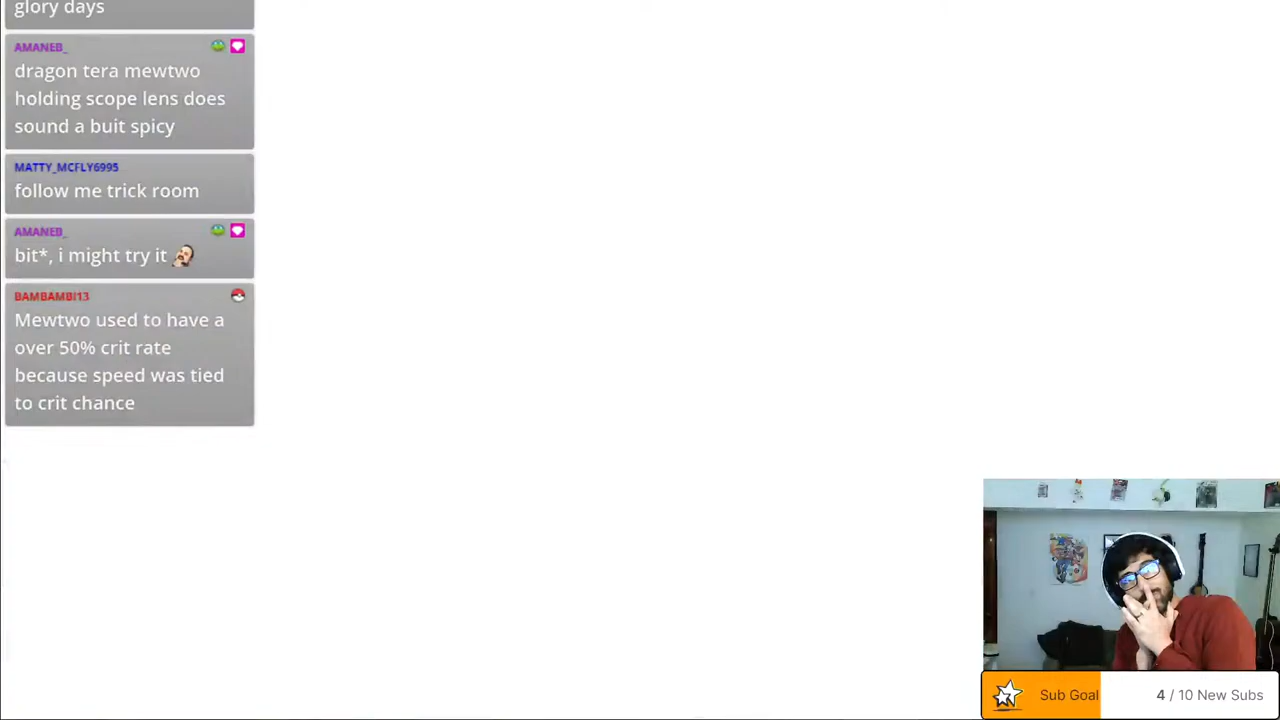 glory days
AMANEB_
dragon tera mewtwo
holding scope lens does
sound a buit spicy
MATTY_MCFLY6995
follow me trick room
AMANEB_
bit*, i might try it
BAMBAMBI13
Mewtwo used to have a
over 50% crit rate
because speed was tied
to crit chance
Sub Goal
4 / 10 New Subs